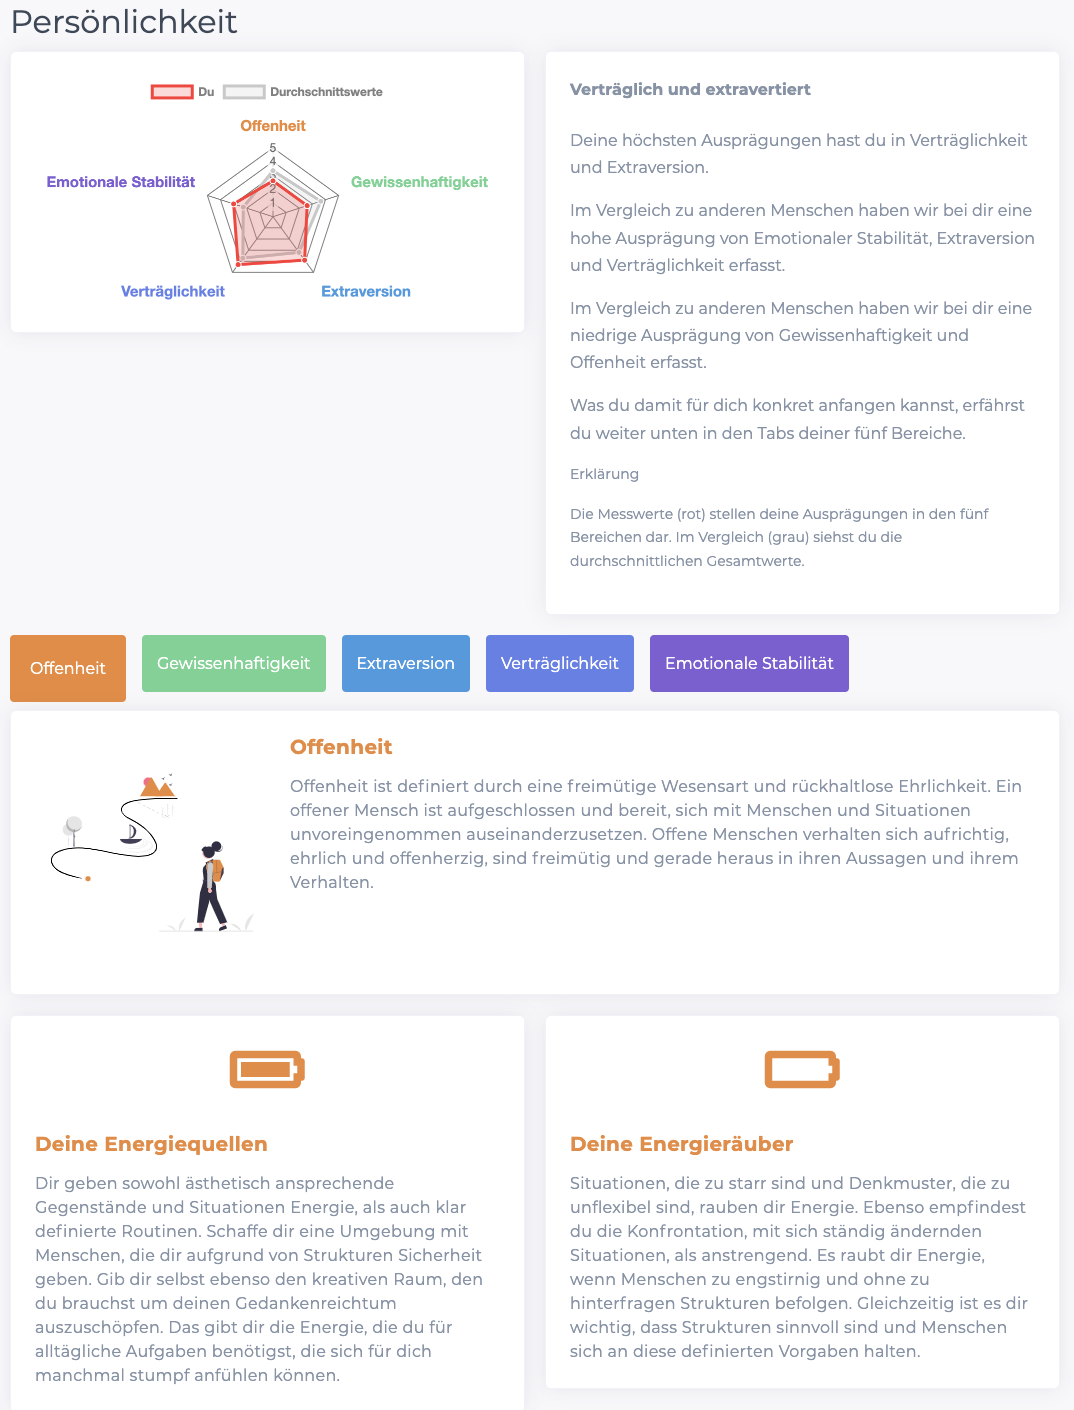 Persönlichkeit
Du
Durchschnittswerte
Offenheit
5
4
3
2
1
Emotionale Stabilität
Gewissenhaftigkeit
Verträglichkeit
Extraversion
Verträglich und extravertiert
Deine höchsten Ausprägungen hast du in Verträglichkeit
und Extraversion.
Im Vergleich zu anderen Menschen haben wir bei dir eine
hohe Ausprägung von Emotionaler Stabilität, Extraversion
und Verträglichkeit erfasst.
Im Vergleich zu anderen Menschen haben wir bei dir eine
niedrige Ausprägung von Gewissenhaftigkeit und
Offenheit erfasst.
Was du damit für dich konkret anfangen kannst, erfährst
du weiter unten in den Tabs deiner fünf Bereiche.
Erklärung
Die Messwerte (rot) stellen deine Ausprägungen in den fünf
Bereichen dar. Im Vergleich (grau) siehst du die
durchschnittlichen Gesamtwerte.
Offenheit
Gewissenhaftigkeit
Extraversion
Verträglichkeit
Emotionale Stabilität
Offenheit
Offenheit ist definiert durch eine freimütige Wesensart und rückhaltlose Ehrlichkeit. Ein
offener Mensch ist aufgeschlossen und bereit, sich mit Menschen und Situationen
unvoreingenommen auseinanderzusetzen. Offene Menschen verhalten sich aufrichtig,
ehrlich und offenherzig, sind freimütig und gerade heraus in ihren Aussagen und ihrem
Verhalten.
Deine Energiequellen
Dir geben sowohl ästhetisch ansprechende
Gegenstände und Situationen Energie, als auch klar
definierte Routinen. Schaffe dir eine Umgebung mit
Menschen, die dir aufgrund von Strukturen Sicherheit
geben. Gib dir selbst ebenso den kreativen Raum, den
du brauchst um deinen Gedankenreichtum
auszuschöpfen. Das gibt dir die Energie, die du für
alltägliche Aufgaben benötigst, die sich für dich
manchmal stumpf anfühlen können.
Deine Energieräuber
Situationen, die zu starr sind und Denkmuster, die zu
unflexibel sind, rauben dir Energie. Ebenso empfindest
du die Konfrontation, mit sich ständig ändernden
Situationen, als anstrengend. Es raubt dir Energie,
wenn Menschen zu engstirnig und ohne zu
hinterfragen Strukturen befolgen. Gleichzeitig ist es dir
wichtig, dass Strukturen sinnvoll sind und Menschen
sich an diese definierten Vorgaben halten.